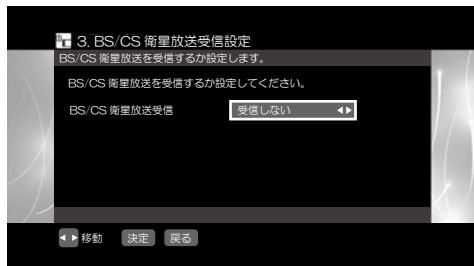 3. BS/CS 衛星放送受信設定
BS/CS 衛星放送を受信するか設定します。
BS/CS 衛星放送を受信するか設定してください。
BS/CS 衛星放送受信 受信しない
移動 決定 戻る